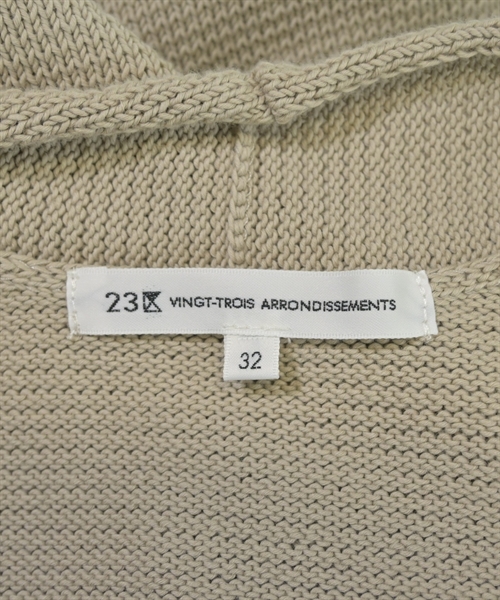 23区 VINGT-TROIS ARRONDISSEMENTS
32